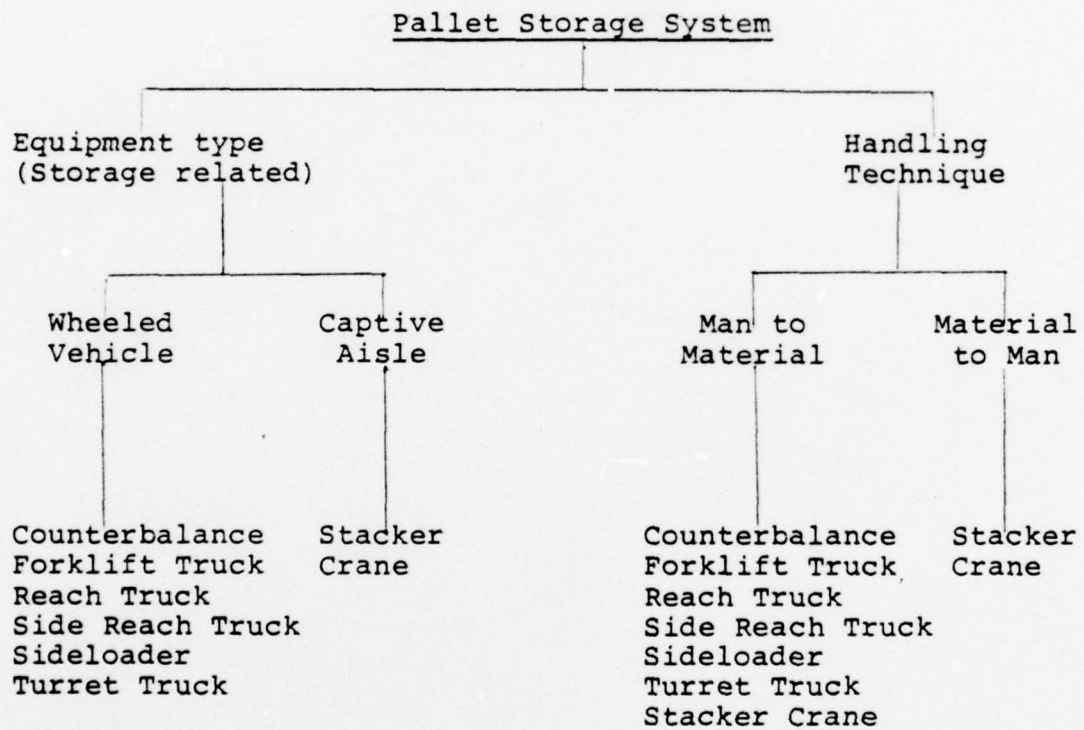 Pallet Storage System
Equipment type
(Storage related)
Handling
Technique
Wheeled
Vehicle
Captive
Aisle
Man to
Material
Material
to Man
Counterbalance
Forklift Truck
Reach Truck
Side Reach Truck
Sideloader
Turret Truck
Stacker
Crane
Counterbalance
Forklift Truck
Reach Truck
Side Reach Truck
Sideloader
Turret Truck
Stacker Crane
Stacker
Crane